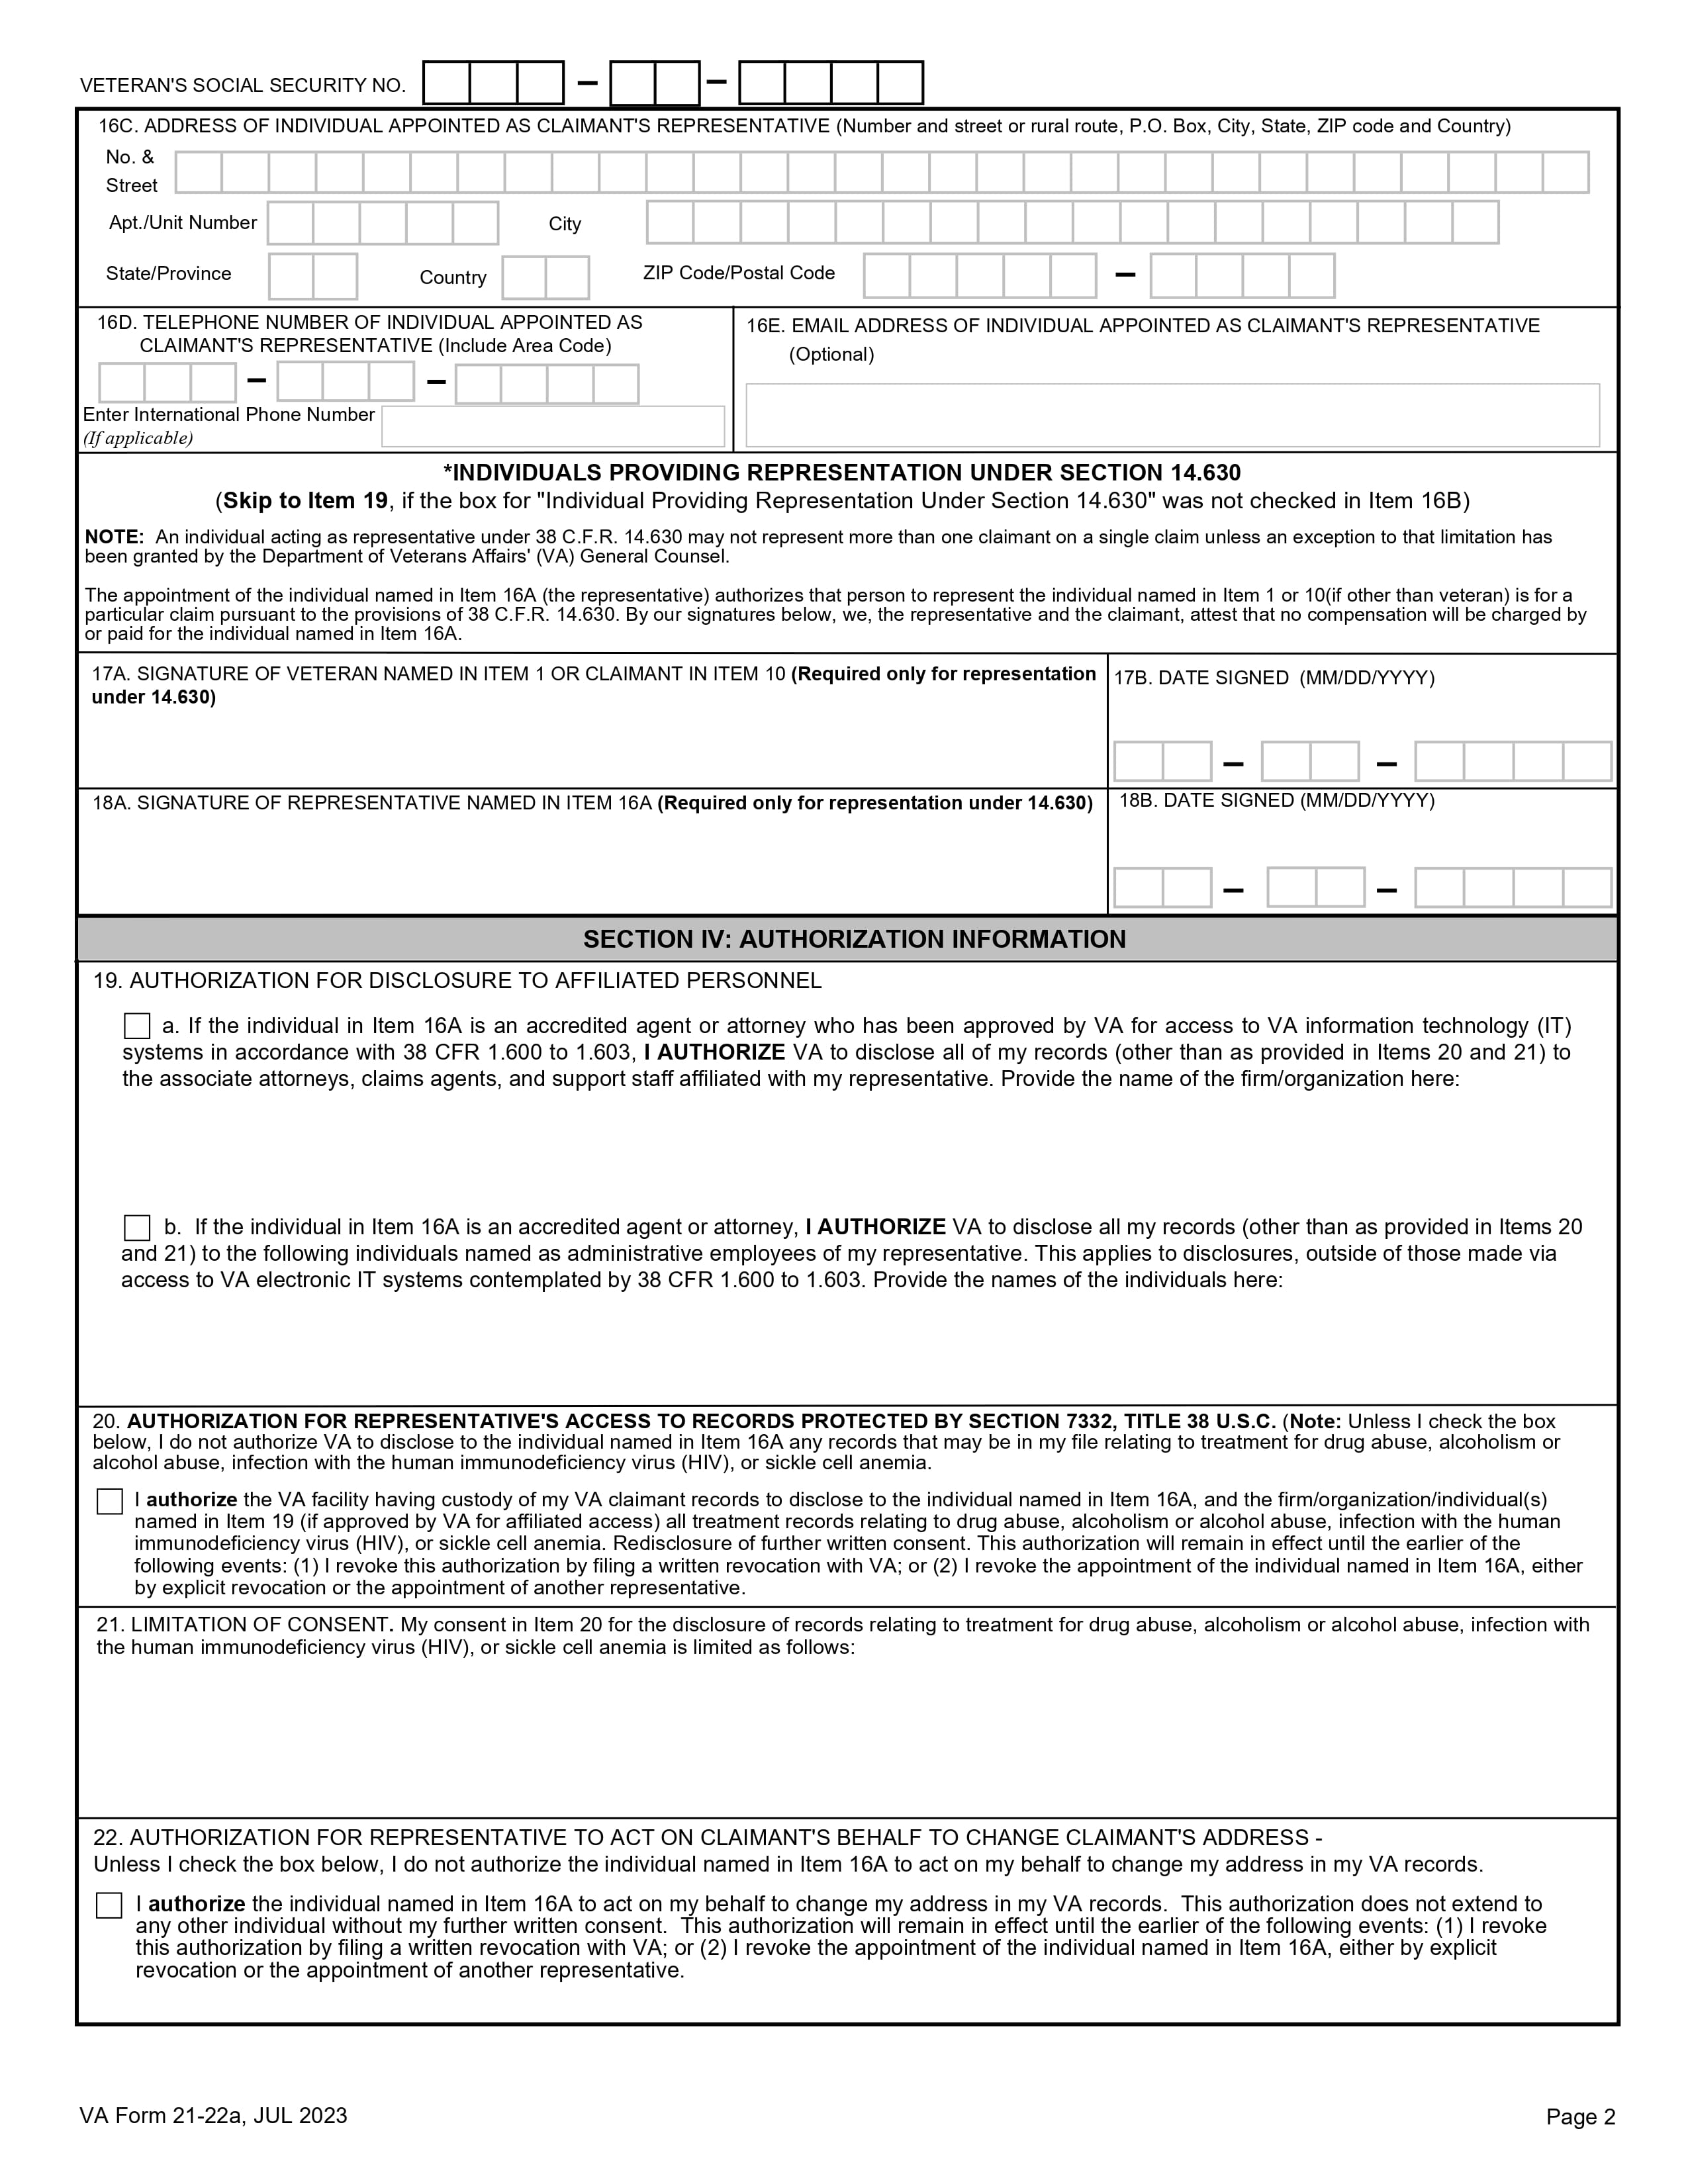 VETERAN'S SOCIAL SECURITY NO. – –
16C. ADDRESS OF INDIVIDUAL APPOINTED AS CLAIMANT'S REPRESENTATIVE (Number and street or rural route, P.O. Box, City, State, ZIP code and Country)
No. &
Street
Apt./Unit Number City
State/Province Country ZIP Code/Postal Code –
16D. TELEPHONE NUMBER OF INDIVIDUAL APPOINTED AS
CLAIMANT'S REPRESENTATIVE (Include Area Code)
– –
Enter International Phone Number
(If applicable)
16E. EMAIL ADDRESS OF INDIVIDUAL APPOINTED AS CLAIMANT'S REPRESENTATIVE
(Optional)
*INDIVIDUALS PROVIDING REPRESENTATION UNDER SECTION 14.630
(Skip to Item 19, if the box for "Individual Providing Representation Under Section 14.630" was not checked in Item 16B)
NOTE: An individual acting as representative under 38 C.F.R. 14.630 may not represent more than one claimant on a single claim unless an exception to that limitation has
been granted by the Department of Veterans Affairs' (VA) General Counsel.
The appointment of the individual named in Item 16A (the representative) authorizes that person to represent the individual named in Item 1 or 10(if other than veteran) is for a
particular claim pursuant to the provisions of 38 C.F.R. 14.630. By our signatures below, we, the representative and the claimant, attest that no compensation will be charged by
or paid for the individual named in Item 16A.
17A. SIGNATURE OF VETERAN NAMED IN ITEM 1 OR CLAIMANT IN ITEM 10 (Required only for representation
under 14.630)
17B. DATE SIGNED (MM/DD/YYYY)
– –
18A. SIGNATURE OF REPRESENTATIVE NAMED IN ITEM 16A (Required only for representation under 14.630)
18B. DATE SIGNED (MM/DD/YYYY)
– –
SECTION IV: AUTHORIZATION INFORMATION
19. AUTHORIZATION FOR DISCLOSURE TO AFFILIATED PERSONNEL
a. If the individual in Item 16A is an accredited agent or attorney who has been approved by VA for access to VA information technology (IT)
systems in accordance with 38 CFR 1.600 to 1.603, I AUTHORIZE VA to disclose all of my records (other than as provided in Items 20 and 21) to
the associate attorneys, claims agents, and support staff affiliated with my representative. Provide the name of the firm/organization here:
b. If the individual in Item 16A is an accredited agent or attorney, I AUTHORIZE VA to disclose all my records (other than as provided in Items 20
and 21) to the following individuals named as administrative employees of my representative. This applies to disclosures, outside of those made via
access to VA electronic IT systems contemplated by 38 CFR 1.600 to 1.603. Provide the names of the individuals here:
20. AUTHORIZATION FOR REPRESENTATIVE'S ACCESS TO RECORDS PROTECTED BY SECTION 7332, TITLE 38 U.S.C. (Note: Unless I check the box
below, I do not authorize VA to disclose to the individual named in Item 16A any records that may be in my file relating to treatment for drug abuse, alcoholism or
alcohol abuse, infection with the human immunodeficiency virus (HIV), or sickle cell anemia.
I authorize the VA facility having custody of my VA claimant records to disclose to the individual named in Item 16A, and the firm/organization/individual(s)
named in Item 19 (if approved by VA for affiliated access) all treatment records relating to drug abuse, alcoholism or alcohol abuse, infection with the human
immunodeficiency virus (HIV), or sickle cell anemia. Redisclosure of further written consent. This authorization will remain in effect until the earlier of the
following events: (1) I revoke this authorization by filing a written revocation with VA; or (2) I revoke the appointment of the individual named in Item 16A, either
by explicit revocation or the appointment of another representative.
21. LIMITATION OF CONSENT. My consent in Item 20 for the disclosure of records relating to treatment for drug abuse, alcoholism or alcohol abuse, infection with
the human immunodeficiency virus (HIV), or sickle cell anemia is limited as follows:
22. AUTHORIZATION FOR REPRESENTATIVE TO ACT ON CLAIMANT'S BEHALF TO CHANGE CLAIMANT'S ADDRESS -
Unless I check the box below, I do not authorize the individual named in Item 16A to act on my behalf to change my address in my VA records.
I authorize the individual named in Item 16A to act on my behalf to change my address in my VA records. This authorization does not extend to
any other individual without my further written consent. This authorization will remain in effect until the earlier of the following events: (1) I revoke
this authorization by filing a written revocation with VA; or (2) I revoke the appointment of the individual named in Item 16A, either by explicit
revocation or the appointment of another representative.
VA Form 21-22a, JUL 2023
Page 2